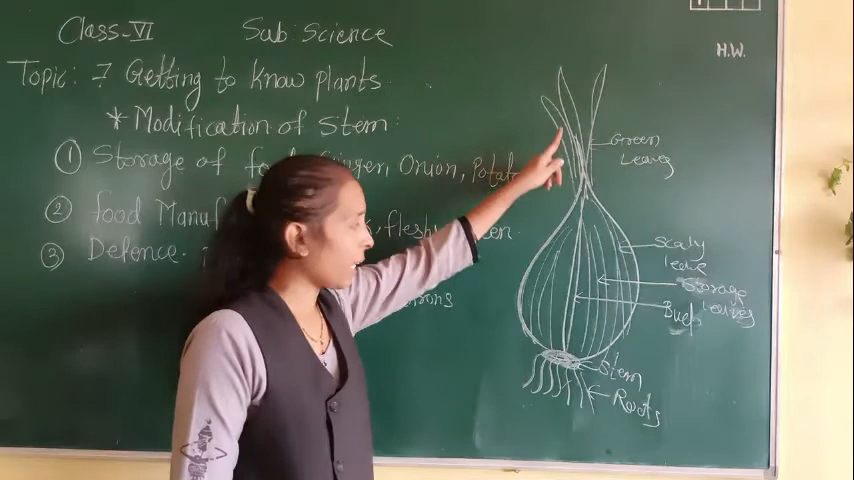 Class-VI Sub Science
H.W.
Topic: 7 Getting to know plants
* Modification of Stem:
① Storage of Ginger, Onion, Potato
② food Manuf fleshy
③ Defence.
Green
Leaves
Scaly
leave
Storage
leaves
Buds
Stem
Roots